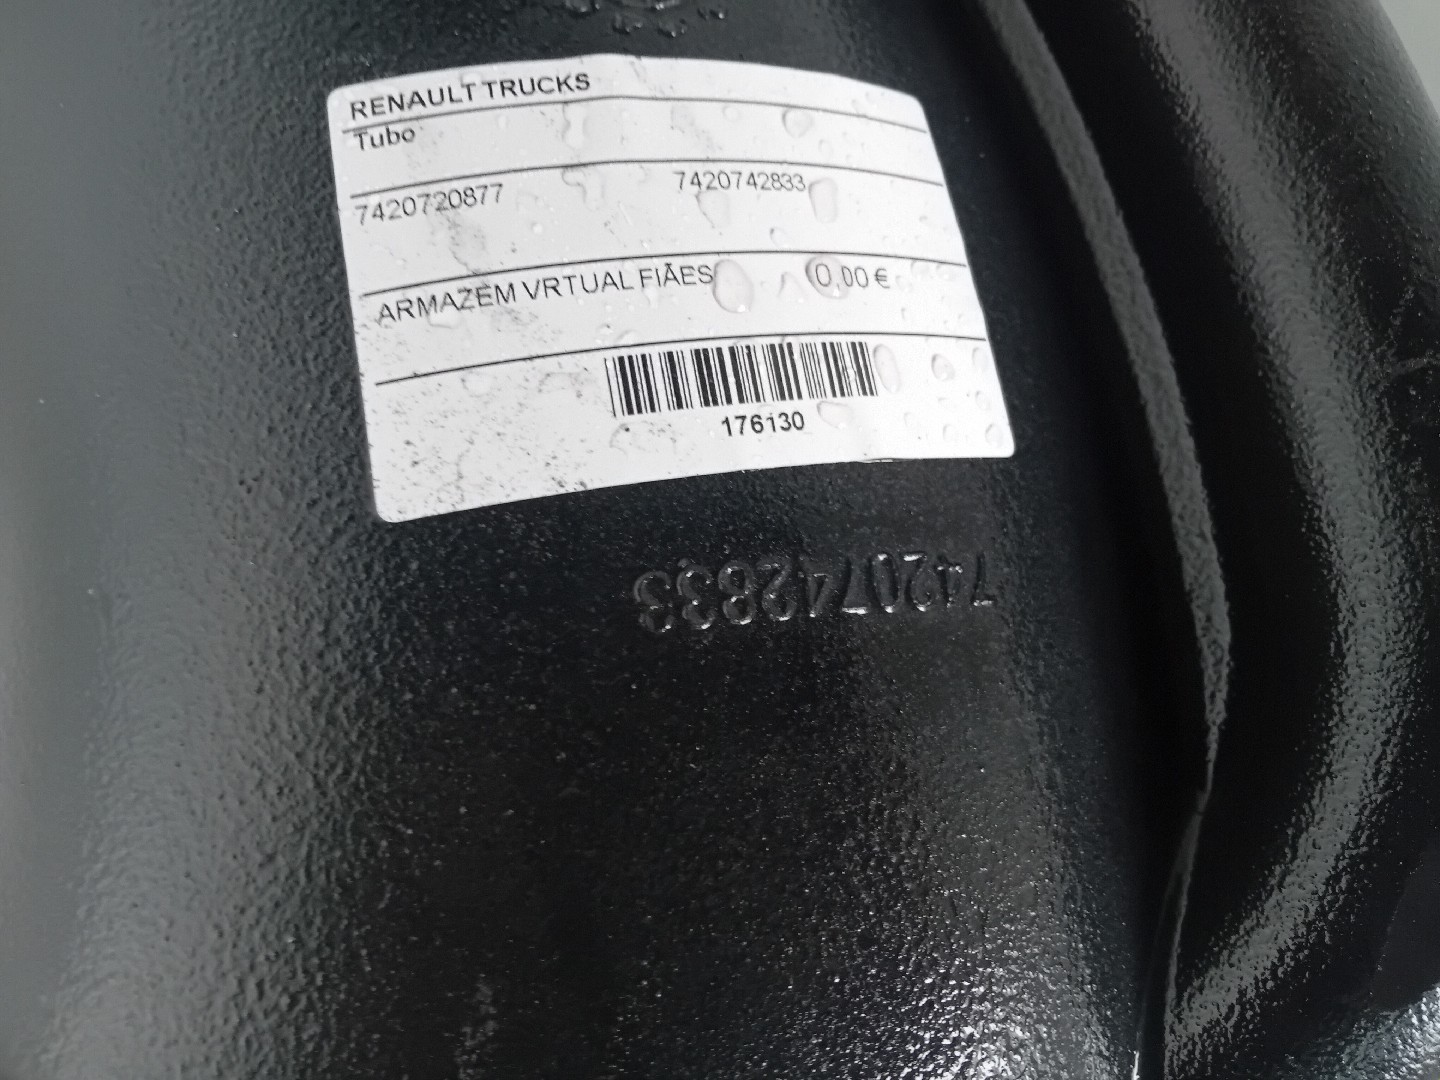 RENAULT TRUCKS
Tubo
7420720877 7420742833
ARMAZÉM VRTUAL FIÃES 0,00 €
176130
7420742833